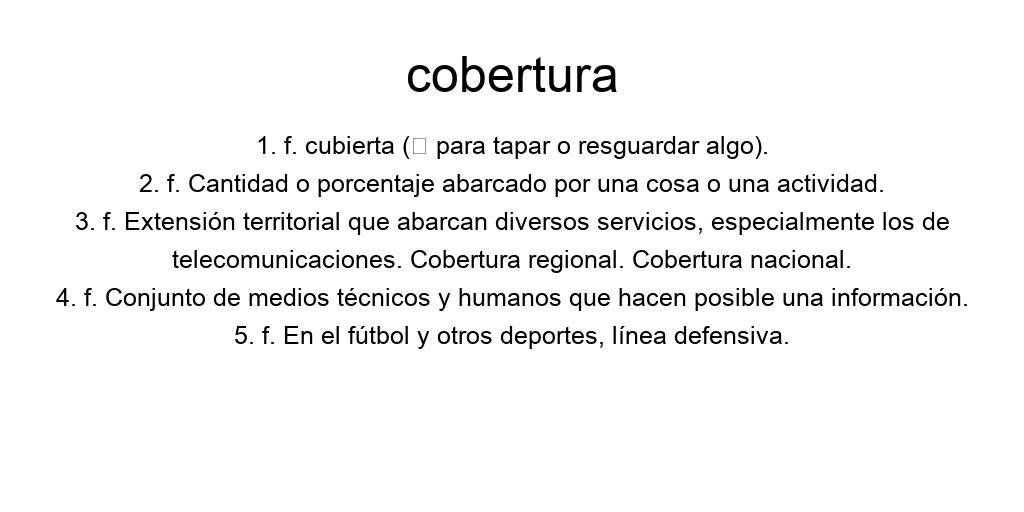 cobertura
1. f. cubierta (▯ para tapar o resguardar algo).
2. f. Cantidad o porcentaje abarcado por una cosa o una actividad.
3. f. Extensión territorial que abarcan diversos servicios, especialmente los de
telecomunicaciones. Cobertura regional. Cobertura nacional.
4. f. Conjunto de medios técnicos y humanos que hacen posible una información.
5. f. En el fútbol y otros deportes, línea defensiva.